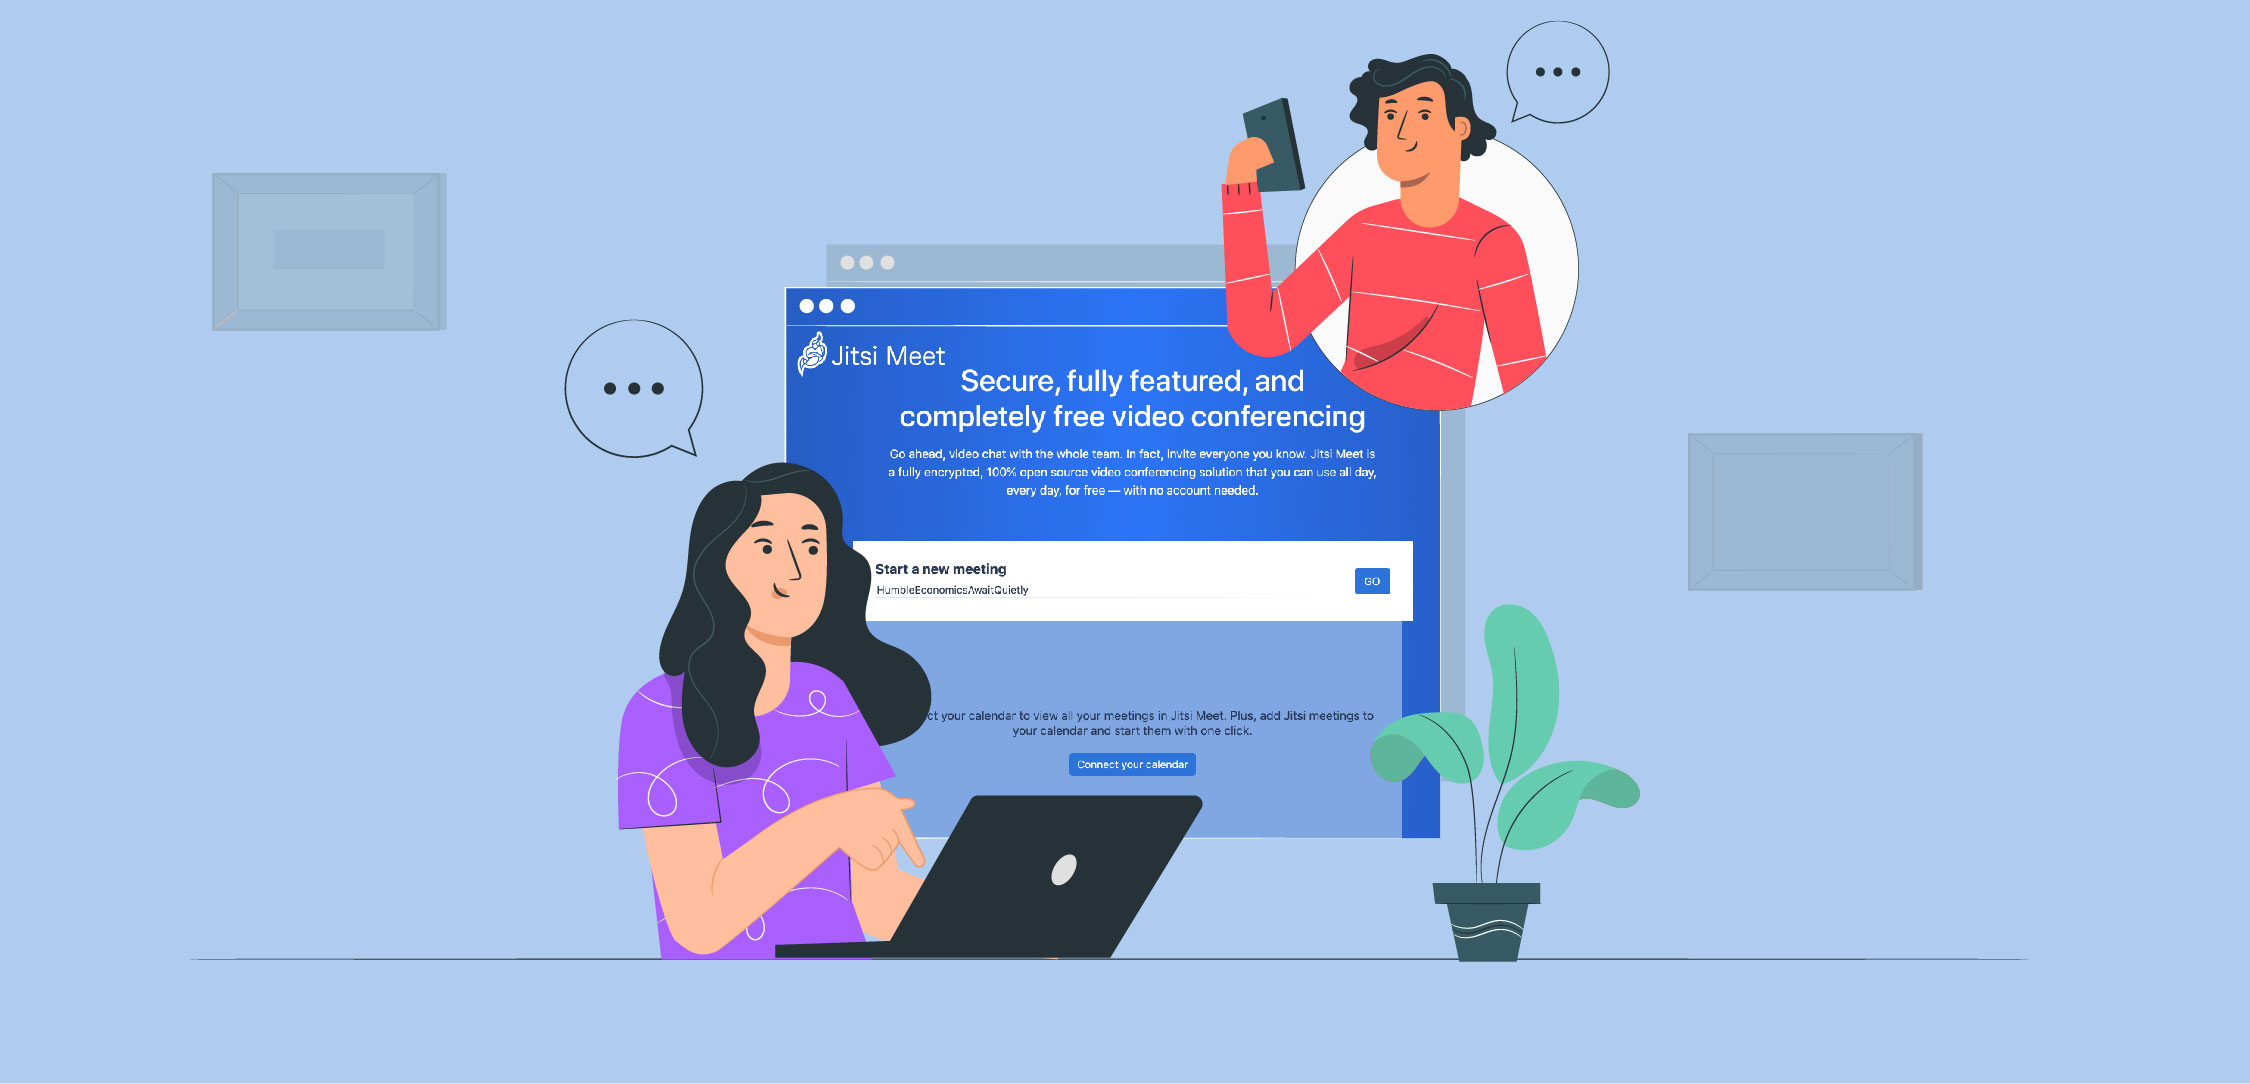 Jitsi Meet
Secure, fully featured, and
completely free video conferencing
Go ahead, video chat with the whole team. In fact, invite everyone you know. Jitsi Meet is
a fully encrypted, 100% open source video conferencing solution that you can use all day,
every day, for free — with no account needed.
Start a new meeting
HumbleEconomicsAwaitQuietly
GO
your calendar to view all your meetings in Jitsi Meet. Plus, add Jitsi meetings to
your calendar and start them with one click.
Connect your calendar